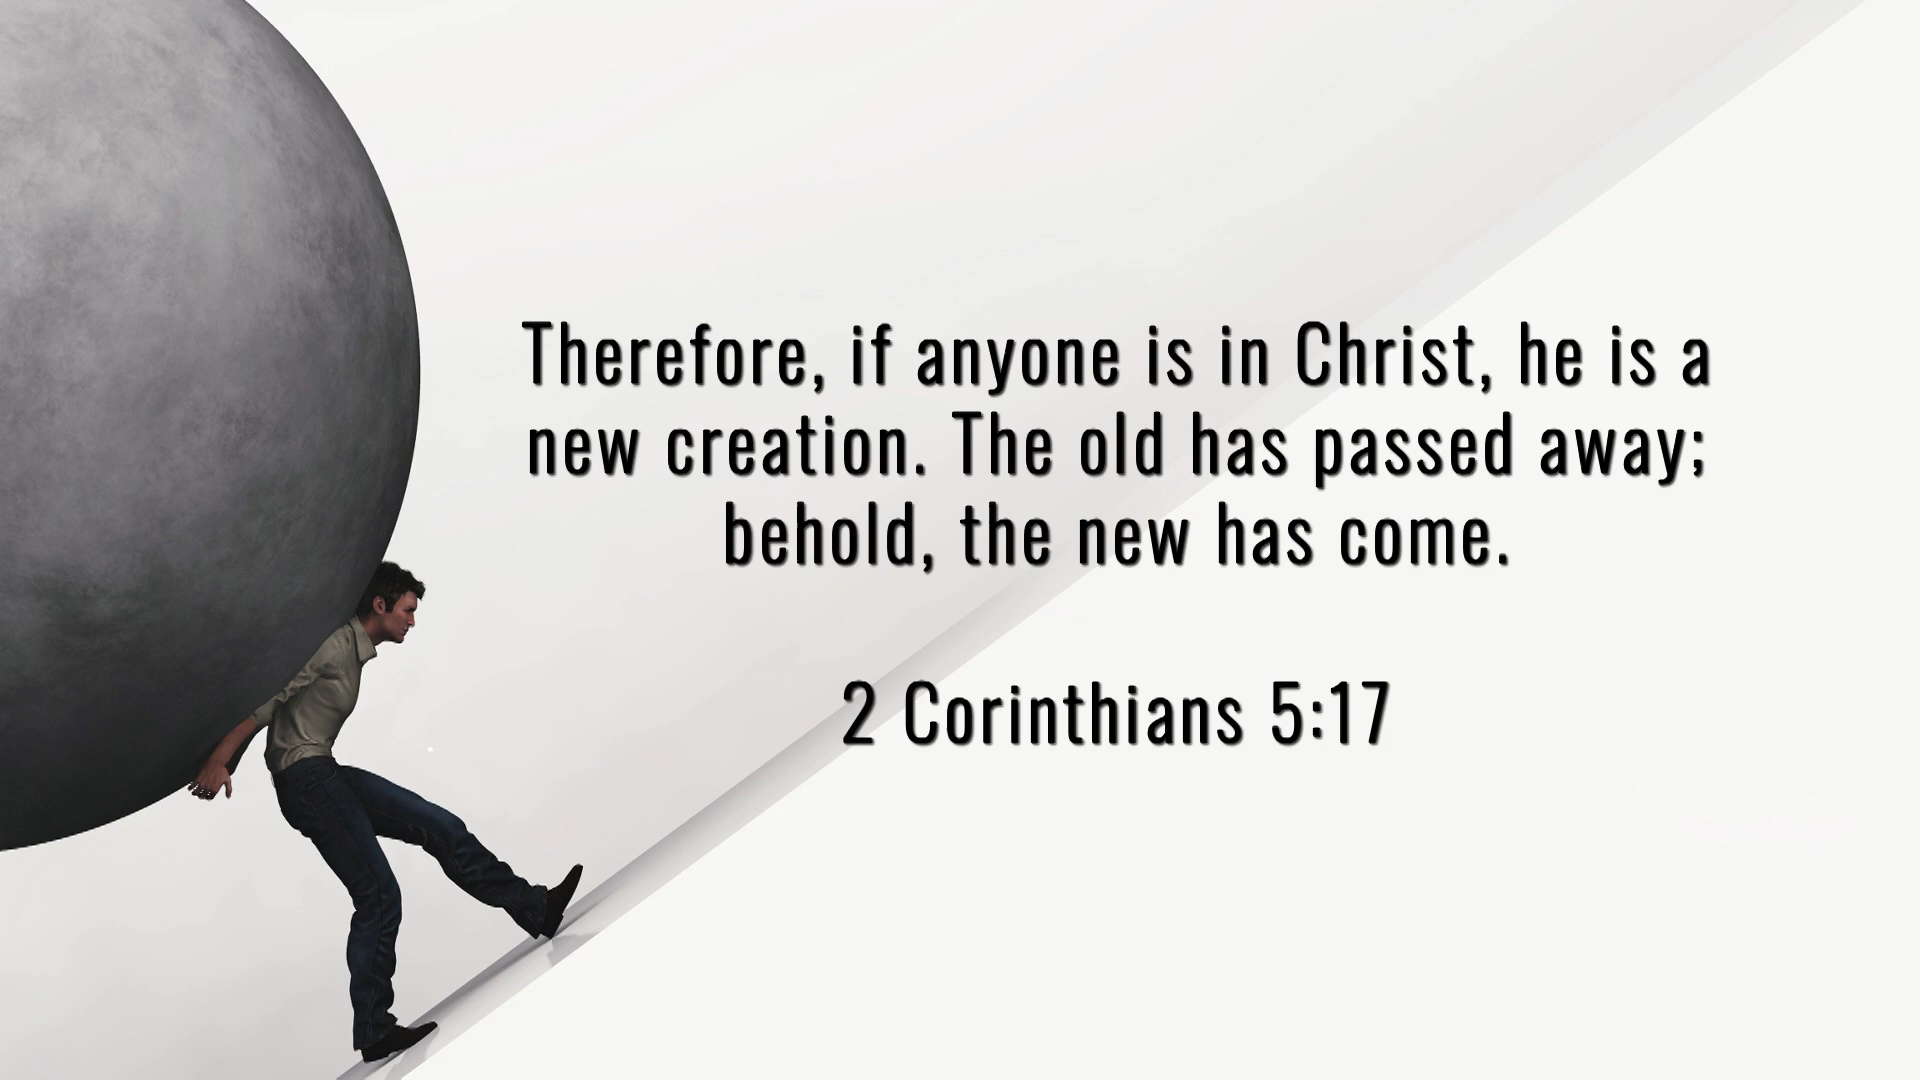 Therefore, if anyone is in Christ, he is a
new creation. The old has passed away;
behold, the new has come.
2 Corinthians 5:17